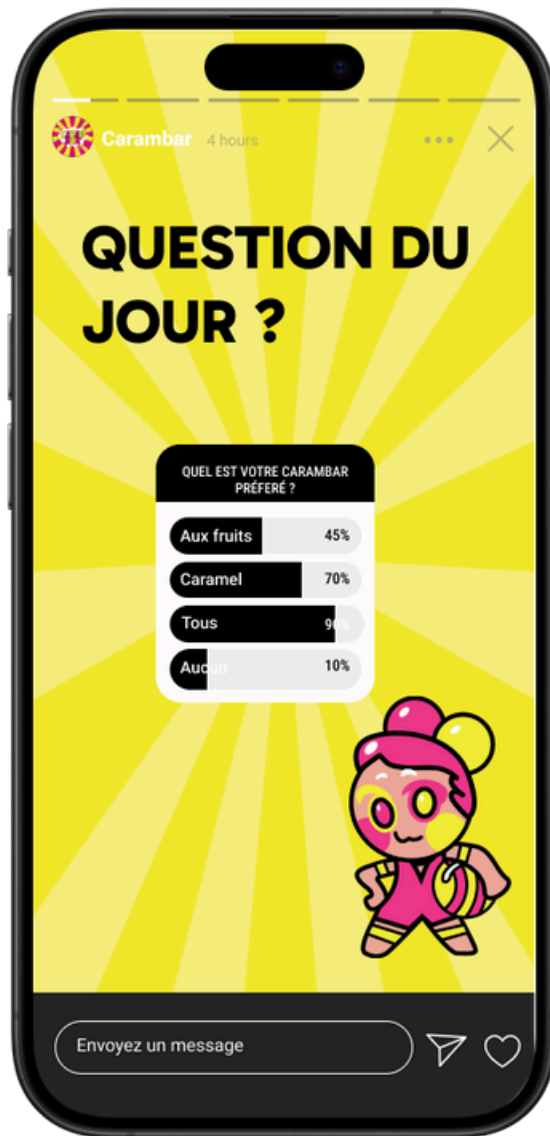 Carambar 4 hours
QUESTION DU
JOUR ?
QUEL EST VOTRE CARAMBAR
PRÉFERÉ ?
Aux fruits 45%
Caramel 70%
Tous 90%
Aucun 10%
Envoyez un message